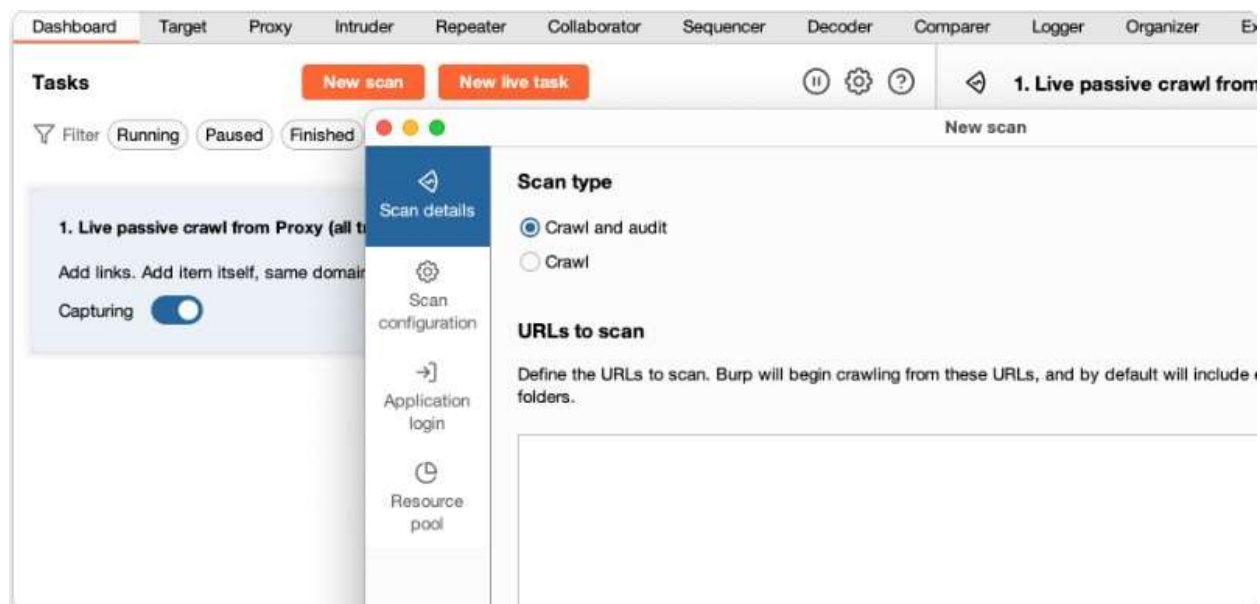 Dashboard Target Proxy Intruder Repeater Collaborator Sequencer Decoder Comparer Logger Organizer Ex
Tasks New scan New live task 1. Live passive crawl from
Filter Running Paused Finished New scan
Scan details
Scan type
Crawl and audit
Crawl
1. Live passive crawl from Proxy (all t
Add links. Add item itself, same domain
Capturing
Scan
configuration
URLs to scan
Define the URLs to scan. Burp will begin crawling from these URLs, and by default will include
folders.
Application
login
Resource
pool